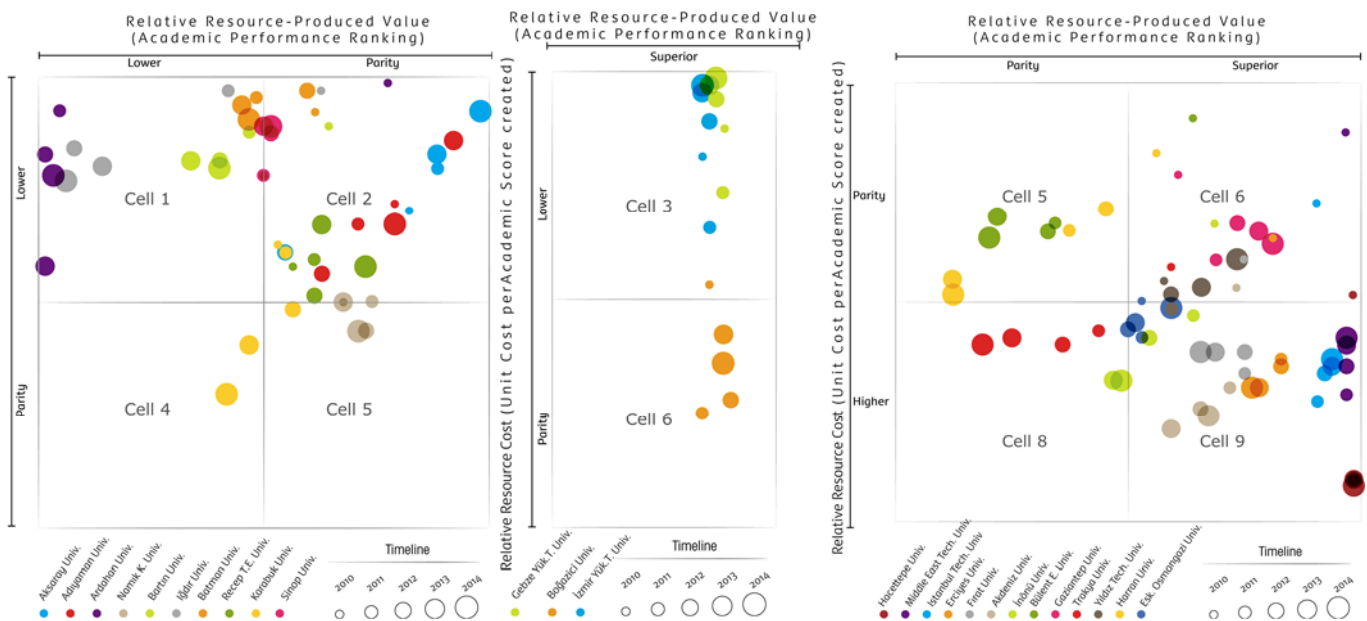 Relative Resource-Produced Value
(Academic Performance Ranking)
Lower
Parity
Lower
Parity
Cell 1
Cell 2
Cell 4
Cell 5
Aksaray Univ.
Adıyaman Univ.
Ardahan Univ.
Namık K. Univ.
Bartın Univ.
Iğdır Univ.
Batman Univ.
Recep T.E. Univ.
Karabuk Univ.
Sinop Univ.
Timeline
2010
2011
2012
2013
2014
Relative Resource-Produced Value
(Academic Performance Ranking)
Superior
Relative Resource Cost (Unit Cost perAcademic Score created)
Lower
Parity
Cell 3
Cell 6
Gebze Yük.T. Univ.
Boğaziçi Univ.
İzmir Yük.T. Univ.
Timeline
2010
2011
2012
2013
2014
Relative Resource-Produced Value
(Academic Performance Ranking)
Parity
Superior
Relative Resource Cost (Unit Cost perAcademic Score created)
Parity
Higher
Cell 5
Cell 6
Cell 8
Cell 9
Hacettepe Univ.
Middle East Tech. Univ.
Istanbul Tech. Univ
Erciyes Univ.
Fırat Univ.
Akdeniz Univ.
İnönü Univ.
Bülent E. Univ.
Gaziantep Univ.
Trakya Univ.
Yıldız Tech. Univ.
Harran Univ.
Esk. Osmongazi Univ.
Timeline
2010
2011
2012
2013
2014